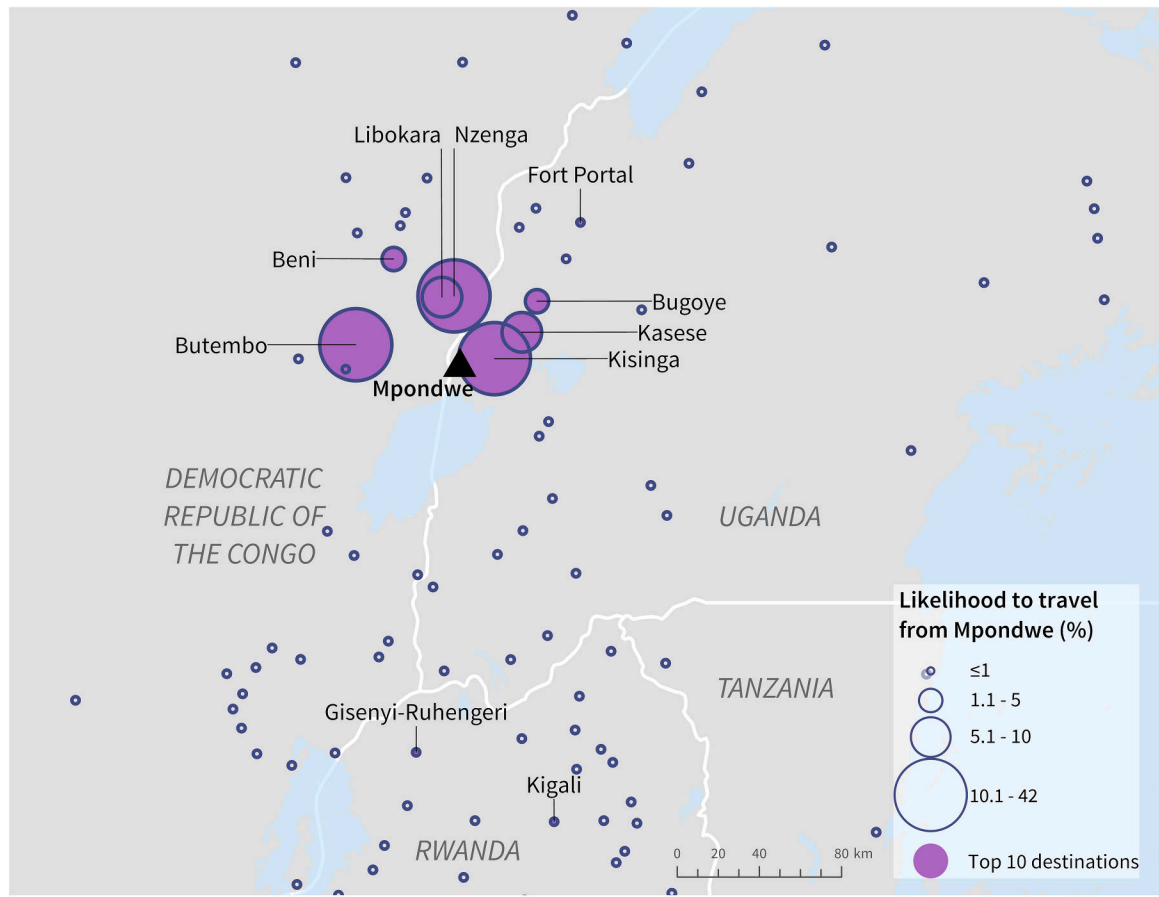 Libokara
Nzenga
Fort Portal
Beni
Bugoye
Kasese
Butembo
Kisinga
Mpondwe
DEMOCRATIC
REPUBLIC OF
THE CONGO
UGANDA
Likelihood to travel
from Mpondwe (%)
≤1
1.1 - 5
5.1 - 10
10.1 - 42
Top 10 destinations
TANZANIA
Gisenyi-Ruhengeri
Kigali
RWANDA
0 20 40 80 km